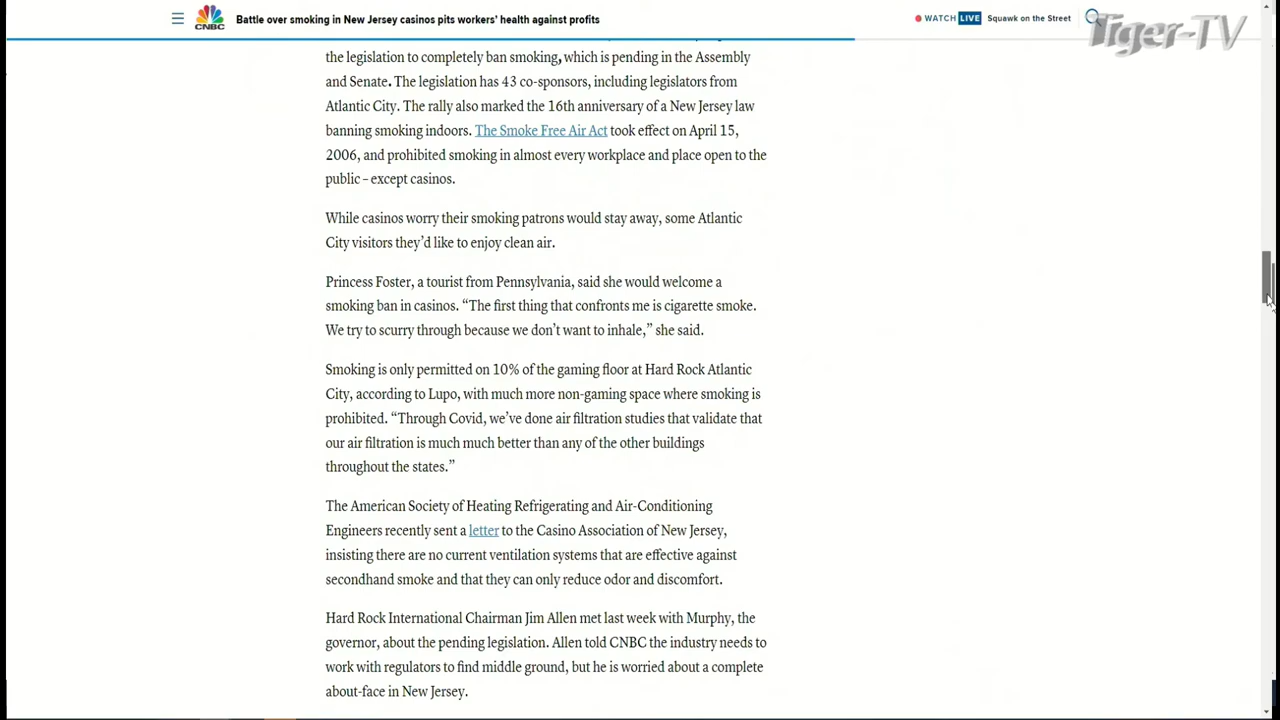 CNBC
Battle over smoking in New Jersey casinos pits workers' health against profits
WATCH LIVE Squawk on the Street
Tiger-TV
the legislation to completely ban smoking, which is pending in the Assembly
and Senate. The legislation has 43 co-sponsors, including legislators from
Atlantic City. The rally also marked the 16th anniversary of a New Jersey law
banning smoking indoors. The Smoke Free Air Act took effect on April 15,
2006, and prohibited smoking in almost every workplace and place open to the
public – except casinos.
While casinos worry their smoking patrons would stay away, some Atlantic
City visitors they'd like to enjoy clean air.
Princess Foster, a tourist from Pennsylvania, said she would welcome a
smoking ban in casinos. “The first thing that confronts me is cigarette smoke.
We try to scurry through because we don't want to inhale,” she said.
Smoking is only permitted on 10% of the gaming floor at Hard Rock Atlantic
City, according to Lupo, with much more non-gaming space where smoking is
prohibited. “Through Covid, we've done air filtration studies that validate that
our air filtration is much much better than any of the other buildings
throughout the states.”
The American Society of Heating Refrigerating and Air-Conditioning
Engineers recently sent a letter to the Casino Association of New Jersey,
insisting there are no current ventilation systems that are effective against
secondhand smoke and that they can only reduce odor and discomfort.
Hard Rock International Chairman Jim Allen met last week with Murphy, the
governor, about the pending legislation. Allen told CNBC the industry needs to
work with regulators to find middle ground, but he is worried about a complete
about-face in New Jersey.